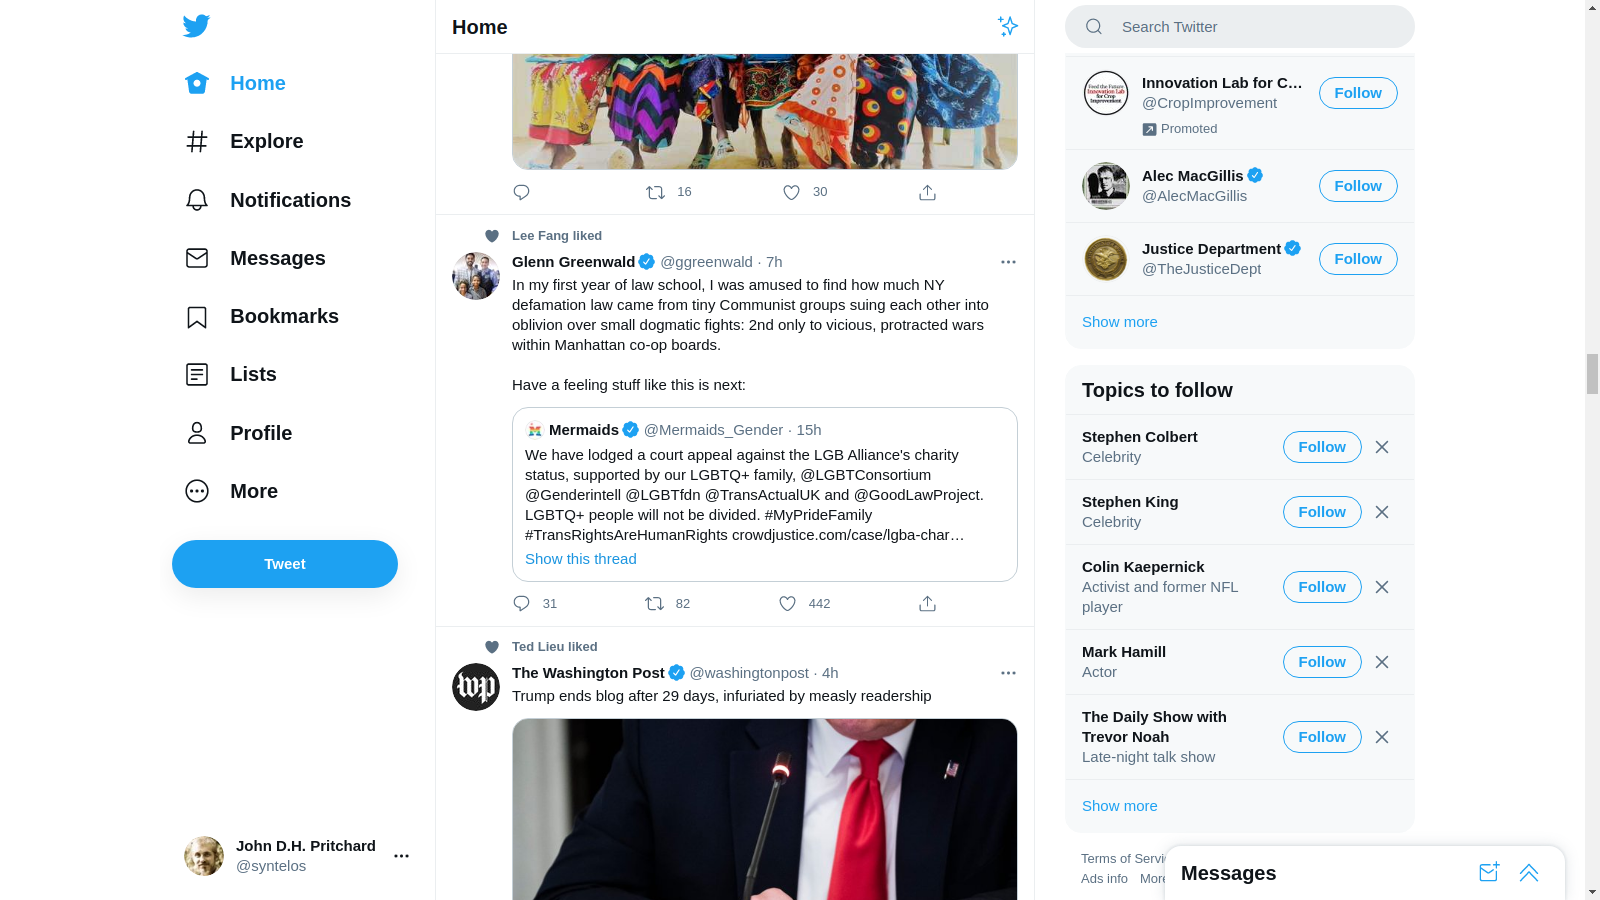 Home
Explore
Notifications
Messages
Bookmarks
Lists
Profile
More
Tweet
John D.H. Pritchard
@syntelos
Home
16
30
Lee Fang liked
Glenn Greenwald @ggreenwald · 7h
In my first year of law school, I was amused to find how much NY
defamation law came from tiny Communist groups suing each other into
oblivion over small dogmatic fights: 2nd only to vicious, protracted wars
within Manhattan co-op boards.
Have a feeling stuff like this is next:
Mermaids @Mermaids_Gender · 15h
We have lodged a court appeal against the LGB Alliance's charity
status, supported by our LGBTQ+ family, @LGBTConsortium
@Genderintell @LGBTfdn @TransActualUK and @GoodLawProject.
LGBTQ+ people will not be divided. #MyPrideFamily
#TransRightsAreHumanRights crowdjustice.com/case/lgba-char…
Show this thread
31
82
442
Ted Lieu liked
wp
The Washington Post @washingtonpost · 4h
Trump ends blog after 29 days, infuriated by measly readership
Search Twitter
Feed the Future
Innovation Lab
for Crop
Improvement
Innovation Lab for C…
@CropImprovement
Follow
Promoted
Alec MacGillis
@AlecMacGillis
Follow
Justice Department
@TheJusticeDept
Follow
Show more
Topics to follow
Stephen Colbert
Celebrity
Follow
Stephen King
Celebrity
Follow
Colin Kaepernick
Activist and former NFL
player
Follow
Mark Hamill
Actor
Follow
The Daily Show with
Trevor Noah
Late-night talk show
Follow
Show more
Terms of Servi
Ads info More
Messages